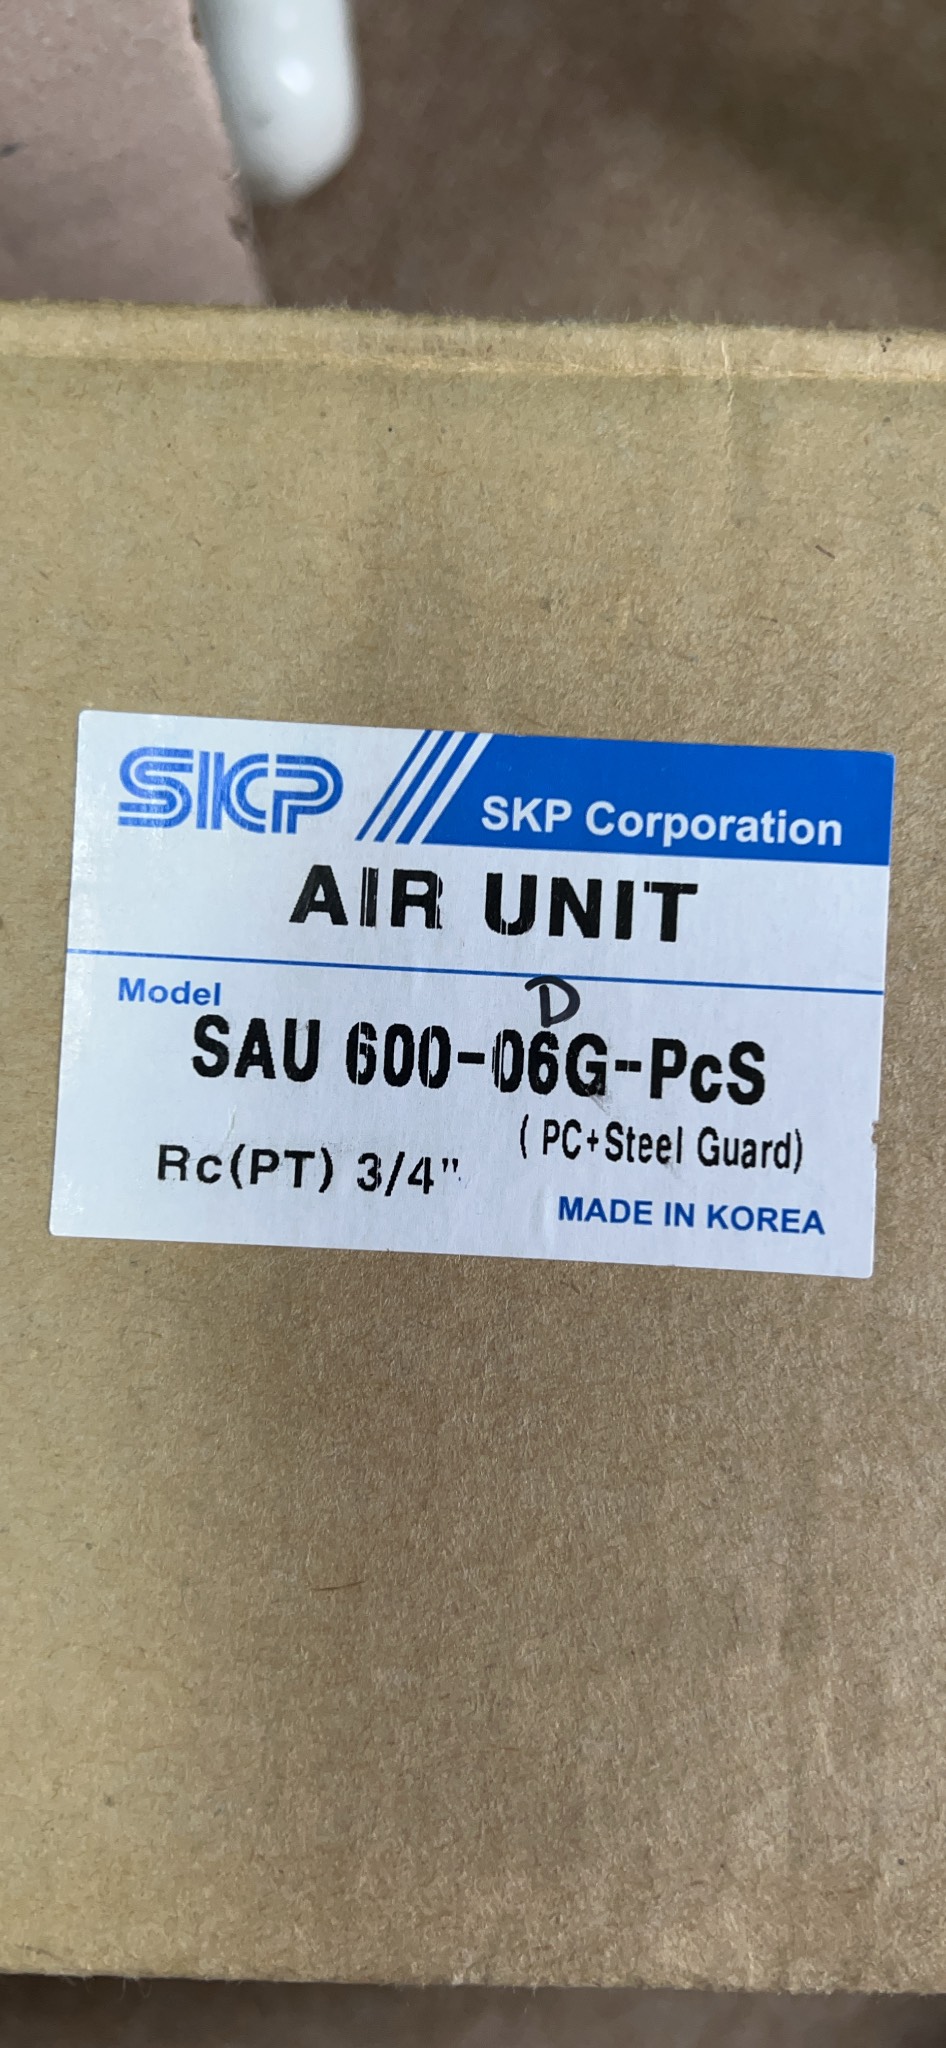 SKP SKP Corporation
AIR UNIT
Model
D
SAU 600-06G-PcS
( PC+Steel Guard)
Rc(PT) 3/4"
MADE IN KOREA